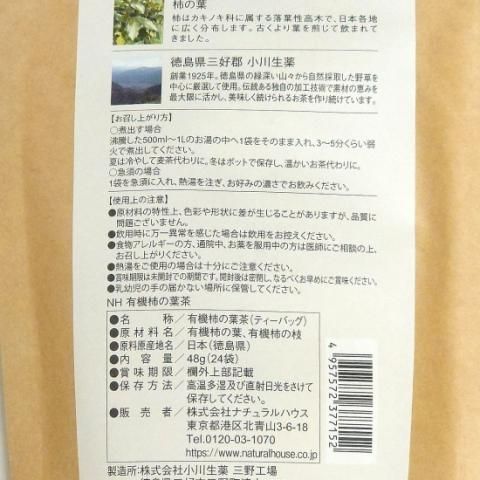 柿の葉
柿はカキノキ科に属する落葉性高木で、日本各地
に広く分布します。古くより葉を煎じて飲まれて
きました。
徳島県三好郡 小川生薬
創業1925年。徳島県の緑深い山々から自然採取した野草を
中心に厳選して使用。伝統ある独自の加工技術で素材の恵みを
最大限に活かし、美味しく続けられるお茶を作り続けています。
【お召し上がり方】
○煮出す場合
沸騰した500ml〜1Lのお湯の中へ1袋をそのまま入れ、3〜5分くらい弱
火で煮出してください。
夏は冷やして麦茶代わりに。冬はポットで保存し、温かいお茶代わりに。
○急須の場合
1袋を急須に入れ、熱湯を注ぎ、お好みの濃さでお飲みください。
【使用上の注意】
●原材料の特性上、色彩や形状に差が生じることがありますが、品質に
問題ございません。
●飲用時に万一異常を感じた場合は飲用をお控えください。
●食物アレルギーの方、通院中、お薬を服用中の方は医師にご相談の上、
お召し上がりください。
●熱湯をご使用の場合は十分にご注意ください。
●賞味期限は未開封での期間です。開封後は密閉し、なるべくお早めにご賞味ください。
●乳幼児の手の届かない場所に保管してください。
NH 有機柿の葉茶
●名称／有機柿の葉茶(ティーバッグ)
●原材料名／有機柿の葉、有機柿の枝
●原料原産地名／日本(徳島県)
●内容量／48g(24袋)
●賞味期限／欄外上部記載
●保存方法／高温多湿及び直射日光をさけて
保存してください。
●販売者／株式会社ナチュラルハウス
東京都港区北青山3-6-18
Tel.0120-03-1070
https://www.naturalhouse.co.jp
4957572377152
製造所:株式会社小川生薬 三野工場